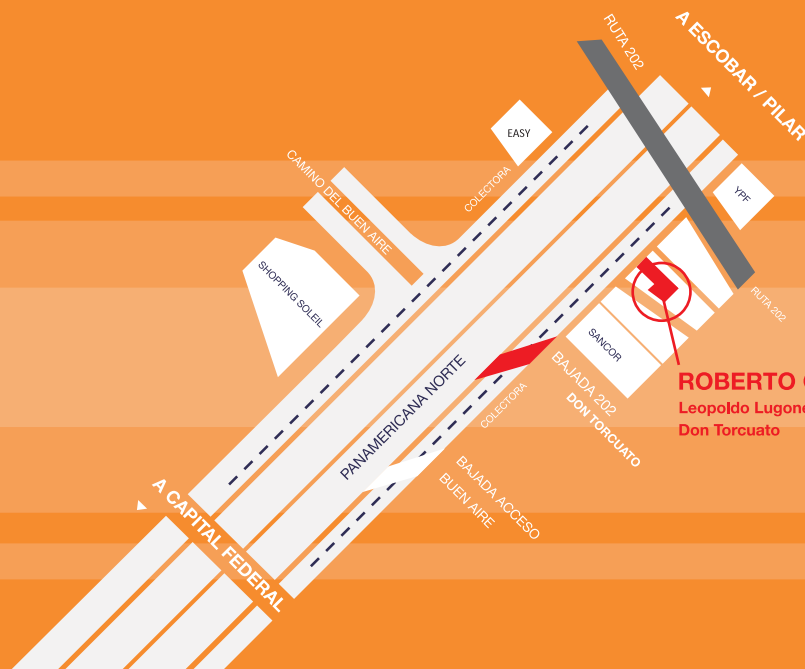 RUTA 202
A ESCOBAR / PILAR
EASY
COLECTORA
CAMINO DEL BUEN AIRE
YPF
SHOPPING SOLEIL
RUTA 202
SANCOR
PANAMERICANA NORTE
BAJADA 202
DON TORCUATO
COLECTORA
ROBERTO
Leopoldo Lugone
Don Torcuato
BAJADA ACCESO
BUEN AIRE
A CAPITAL FEDERAL